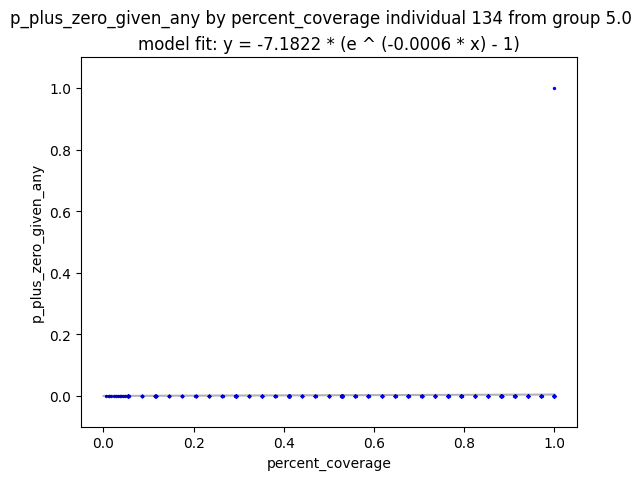 p_plus_zero_given_any by percent_coverage individual 134 from group 5.0
model fit: y = -7.1822 * (e ^ (-0.0006 * x) - 1)
1.0
0.8
0.6
0.4
0.2
0.0
p_plus_zero_given_any
0.0 0.2 0.4 0.6 0.8 1.0
percent_coverage